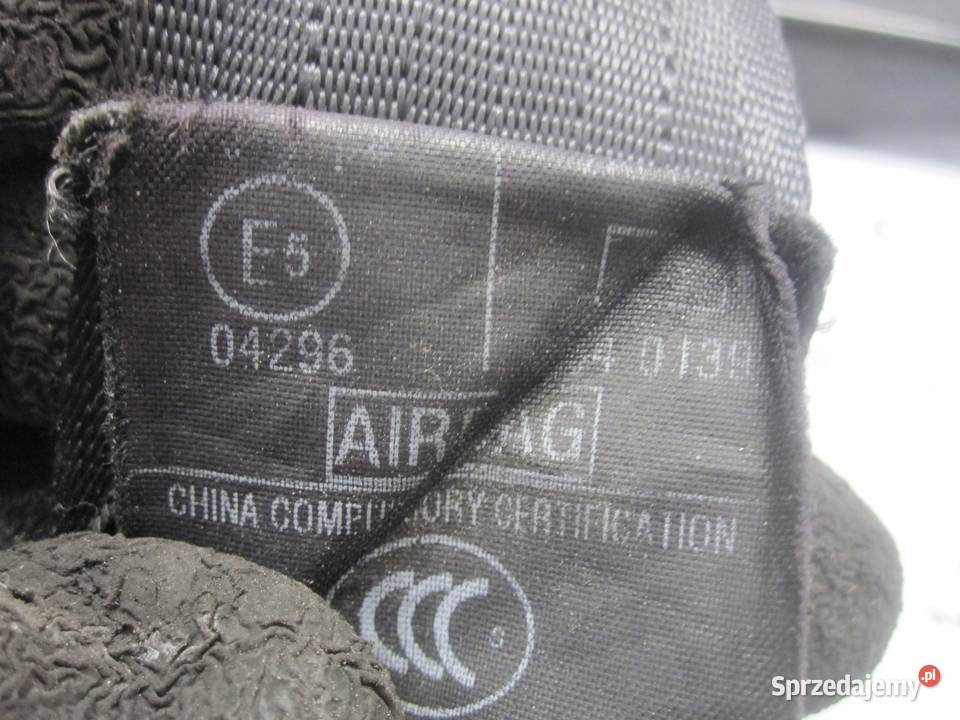 E5
04296
AIRBAG
CHINA COMPULSORY CERTIFICATION
CCC
S
Sprzedajemy.pl